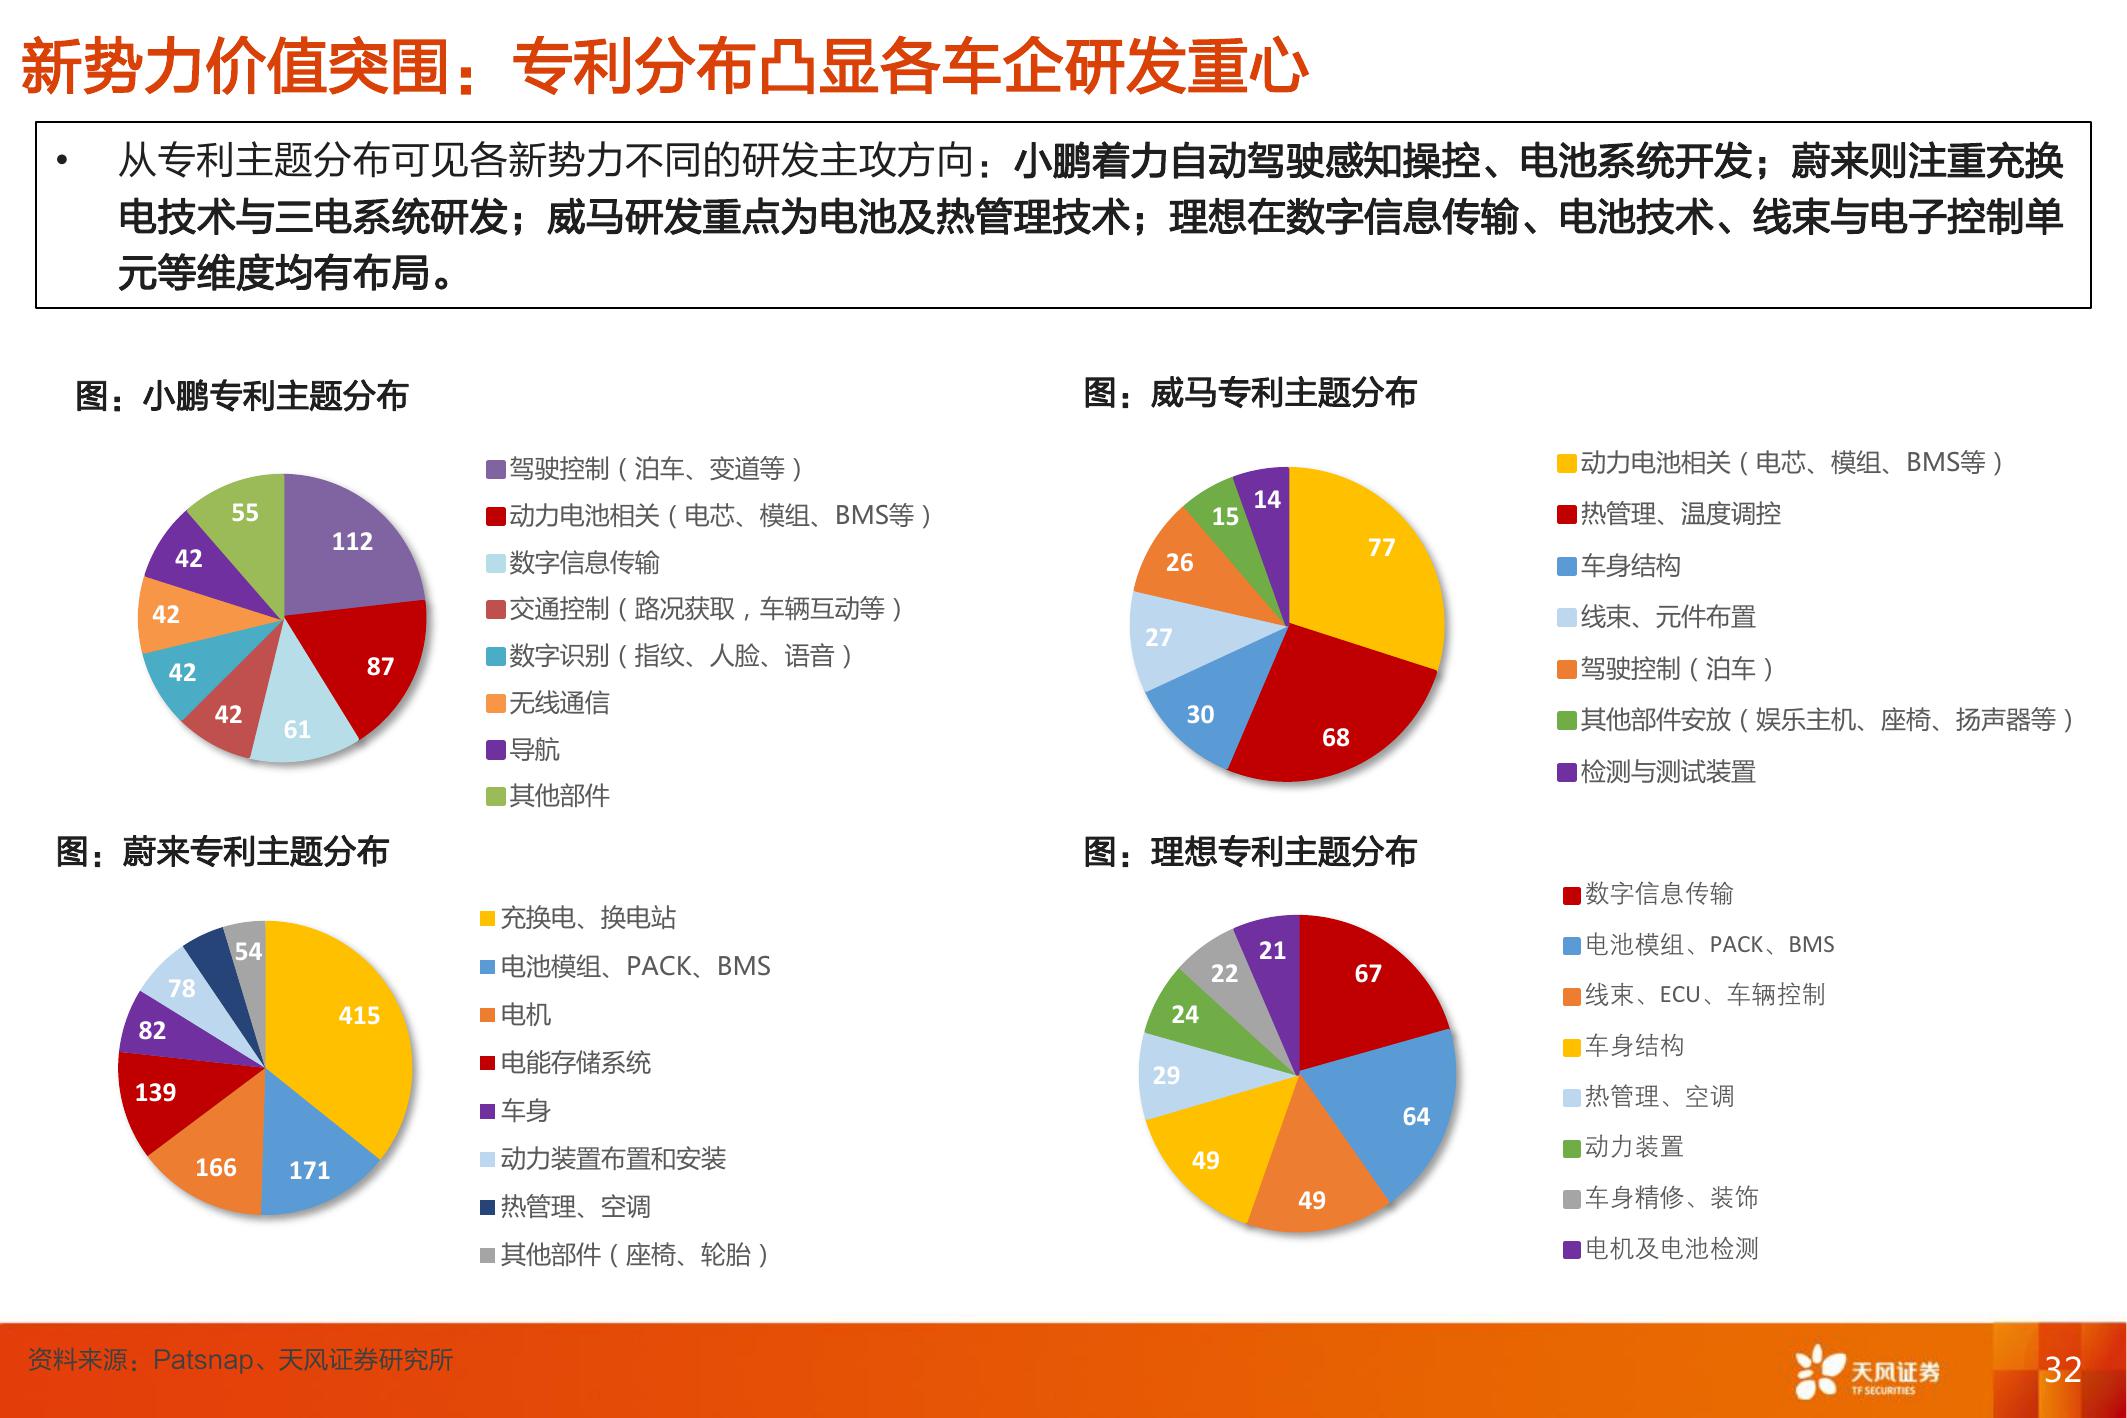 新势力价值突围：专利分布凸显各车企研发重心
• 从专利主题分布可见各新势力不同的研发主攻方向：小鹏着力自动驾驶感知操控、电池系统开发；蔚来则注重充换
电技术与三电系统研发；威马研发重点为电池及热管理技术；理想在数字信息传输、电池技术、线束与电子控制单
元等维度均有布局。
图：小鹏专利主题分布
112
87
61
42
42
42
42
55
驾驶控制（泊车、变道等）
动力电池相关（电芯、模组、BMS等）
数字信息传输
交通控制（路况获取，车辆互动等）
数字识别（指纹、人脸、语音）
无线通信
导航
其他部件
图：威马专利主题分布
77
68
30
27
26
15
14
动力电池相关（电芯、模组、BMS等）
热管理、温度调控
车身结构
线束、元件布置
驾驶控制（泊车）
其他部件安放（娱乐主机、座椅、扬声器等）
检测与测试装置
图：蔚来专利主题分布
415
171
166
139
82
78
54
充换电、换电站
电池模组、PACK、BMS
电机
电能存储系统
车身
动力装置布置和安装
热管理、空调
其他部件（座椅、轮胎）
图：理想专利主题分布
67
64
49
49
29
24
22
21
数字信息传输
电池模组、PACK、BMS
线束、ECU、车辆控制
车身结构
热管理、空调
动力装置
车身精修、装饰
电机及电池检测
资料来源：Patsnap、天风证券研究所
天风证券
TF SECURITIES
32